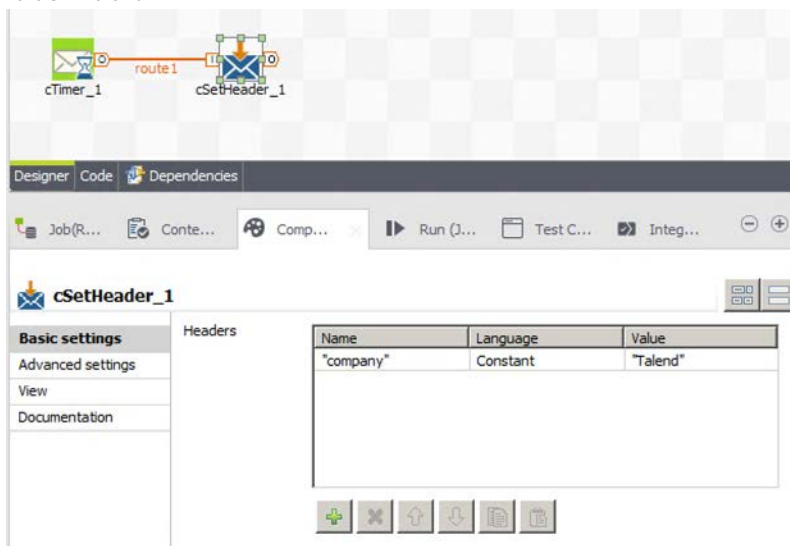 route1
cTimer_1
cSetHeader_1
Designer Code Dependencies
Job(R... Conte... Comp... Run (J... Test C... Integ...
cSetHeader_1
Basic settings
Advanced settings
View
Documentation
Headers
Name Language Value
"company" Constant "Talend"